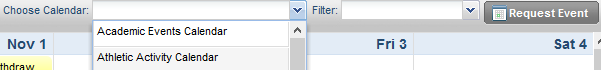 Choose Calendar: Filter: Request Event
Academic Events Calendar
Nov 1 Fri 3 Sat 4
Athletic Activity Calendar
thdraw